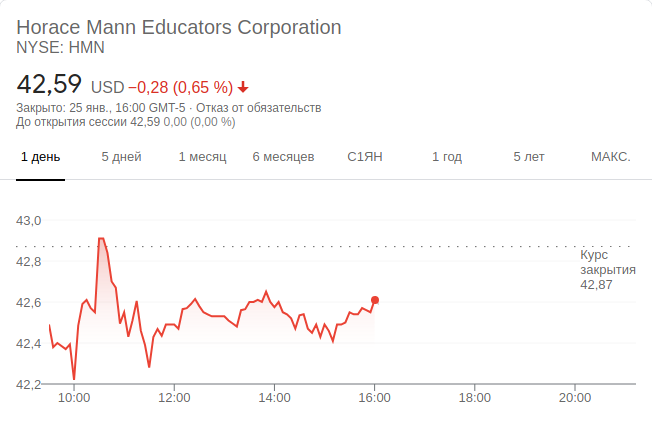 Horace Mann Educators Corporation
NYSE: HMN
42,59 USD −0,28 (0,65 %)
Закрыто: 25 янв., 16:00 GMT-5 · Отказ от обязательств
До открытия сессии 42,59 0,00 (0,00 %)
1 день 5 дней 1 месяц 6 месяцев С1ЯН 1 год 5 лет МАКС.
43,0
Курс
закрытия
42,87
42,8
42,6
42,4
42,2
10:00 12:00 14:00 16:00 18:00 20:00